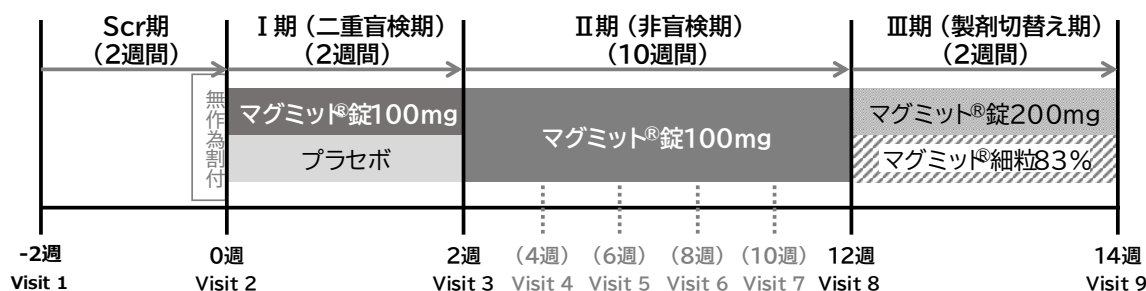 Scr期
(2週間)
Ⅰ期(二重盲検期)
(2週間)
Ⅱ期(非盲検期)
(10週間)
Ⅲ期(製剤切替え期)
(2週間)
無作為割付
マグミット®錠100mg
プラセボ
マグミット®錠100mg
マグミット®錠200mg
マグミット®細粒83%
-2週
0週
2週
(4週)
(6週)
(8週)
(10週)
12週
14週
Visit 1
Visit 2
Visit 3
Visit 4
Visit 5
Visit 6
Visit 7
Visit 8
Visit 9